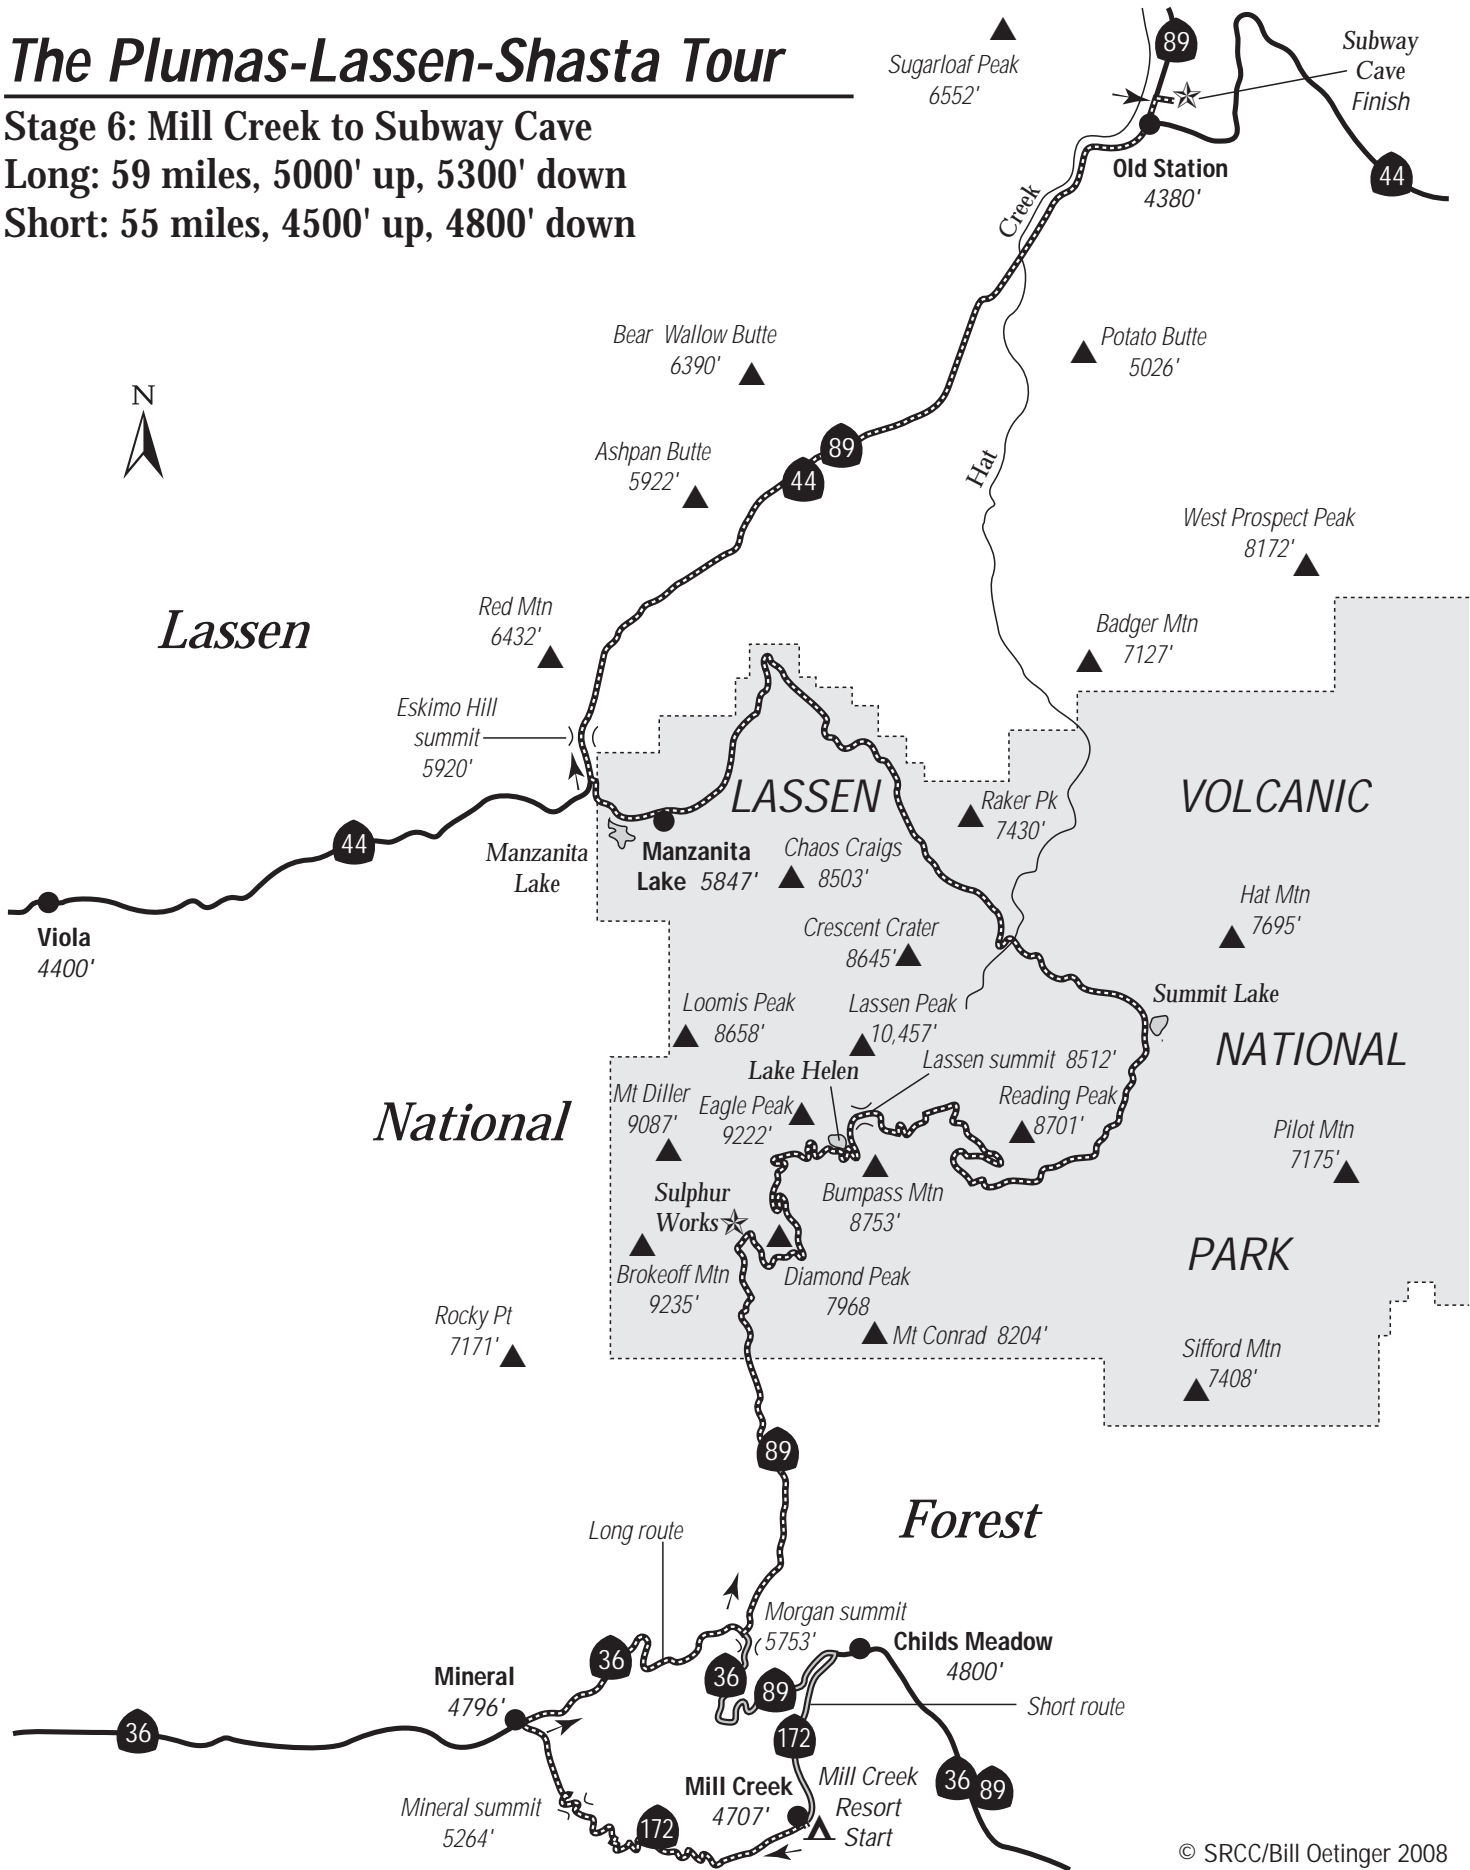 The Plumas-Lassen-Shasta Tour
Stage 6: Mill Creek to Subway Cave
Long: 59 miles, 5000' up, 5300' down
Short: 55 miles, 4500' up, 4800' down
Sugarloaf Peak
6552'
89
Subway
Cave
Finish
Old Station
4380'
44
Creek
Bear Wallow Butte
6390'
Potato Butte
5026'
N
Ashpan Butte
5922'
89
44
Hat
West Prospect Peak
8172'
Lassen
Red Mtn
6432'
Badger Mtn
7127'
Eskimo Hill
summit
5920'
LASSEN
VOLCANIC
Raker Pk
7430'
44
Manzanita
Lake
Manzanita
Lake 5847'
Chaos Craigs
8503'
Viola
4400'
Crescent Crater
8645'
Hat Mtn
7695'
Loomis Peak
8658'
Lassen Peak
10,457'
Summit Lake
Lake Helen
Lassen summit 8512'
NATIONAL
National
Mt Diller
9087'
Eagle Peak
9222'
Reading Peak
8701'
Pilot Mtn
7175'
Sulphur
Works
Bumpass Mtn
8753'
PARK
Brokeoff Mtn
9235'
Diamond Peak
7968
Rocky Pt
7171'
Mt Conrad 8204'
Sifford Mtn
7408'
89
Forest
Long route
Morgan summit
5753'
Childs Meadow
4800'
36
36
89
Mineral
4796'
Short route
36
172
Mill Creek
4707'
Mill Creek
Resort
Start
36
89
Mineral summit
5264'
172
© SRCC/Bill Oetinger 2008